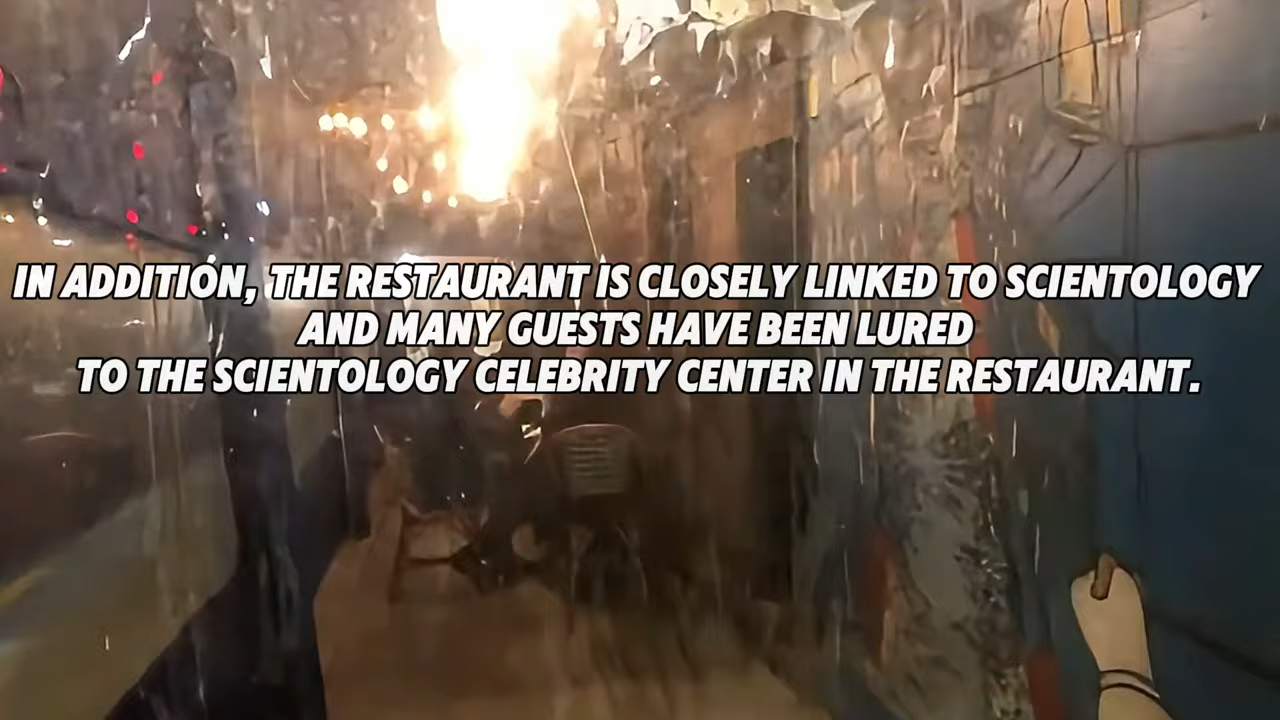 IN ADDITION, THE RESTAURANT IS CLOSELY LINKED TO SCIENTOLOGY
AND MANY GUESTS HAVE BEEN LURED
TO THE SCIENTOLOGY CELEBRITY CENTER IN THE RESTAURANT.